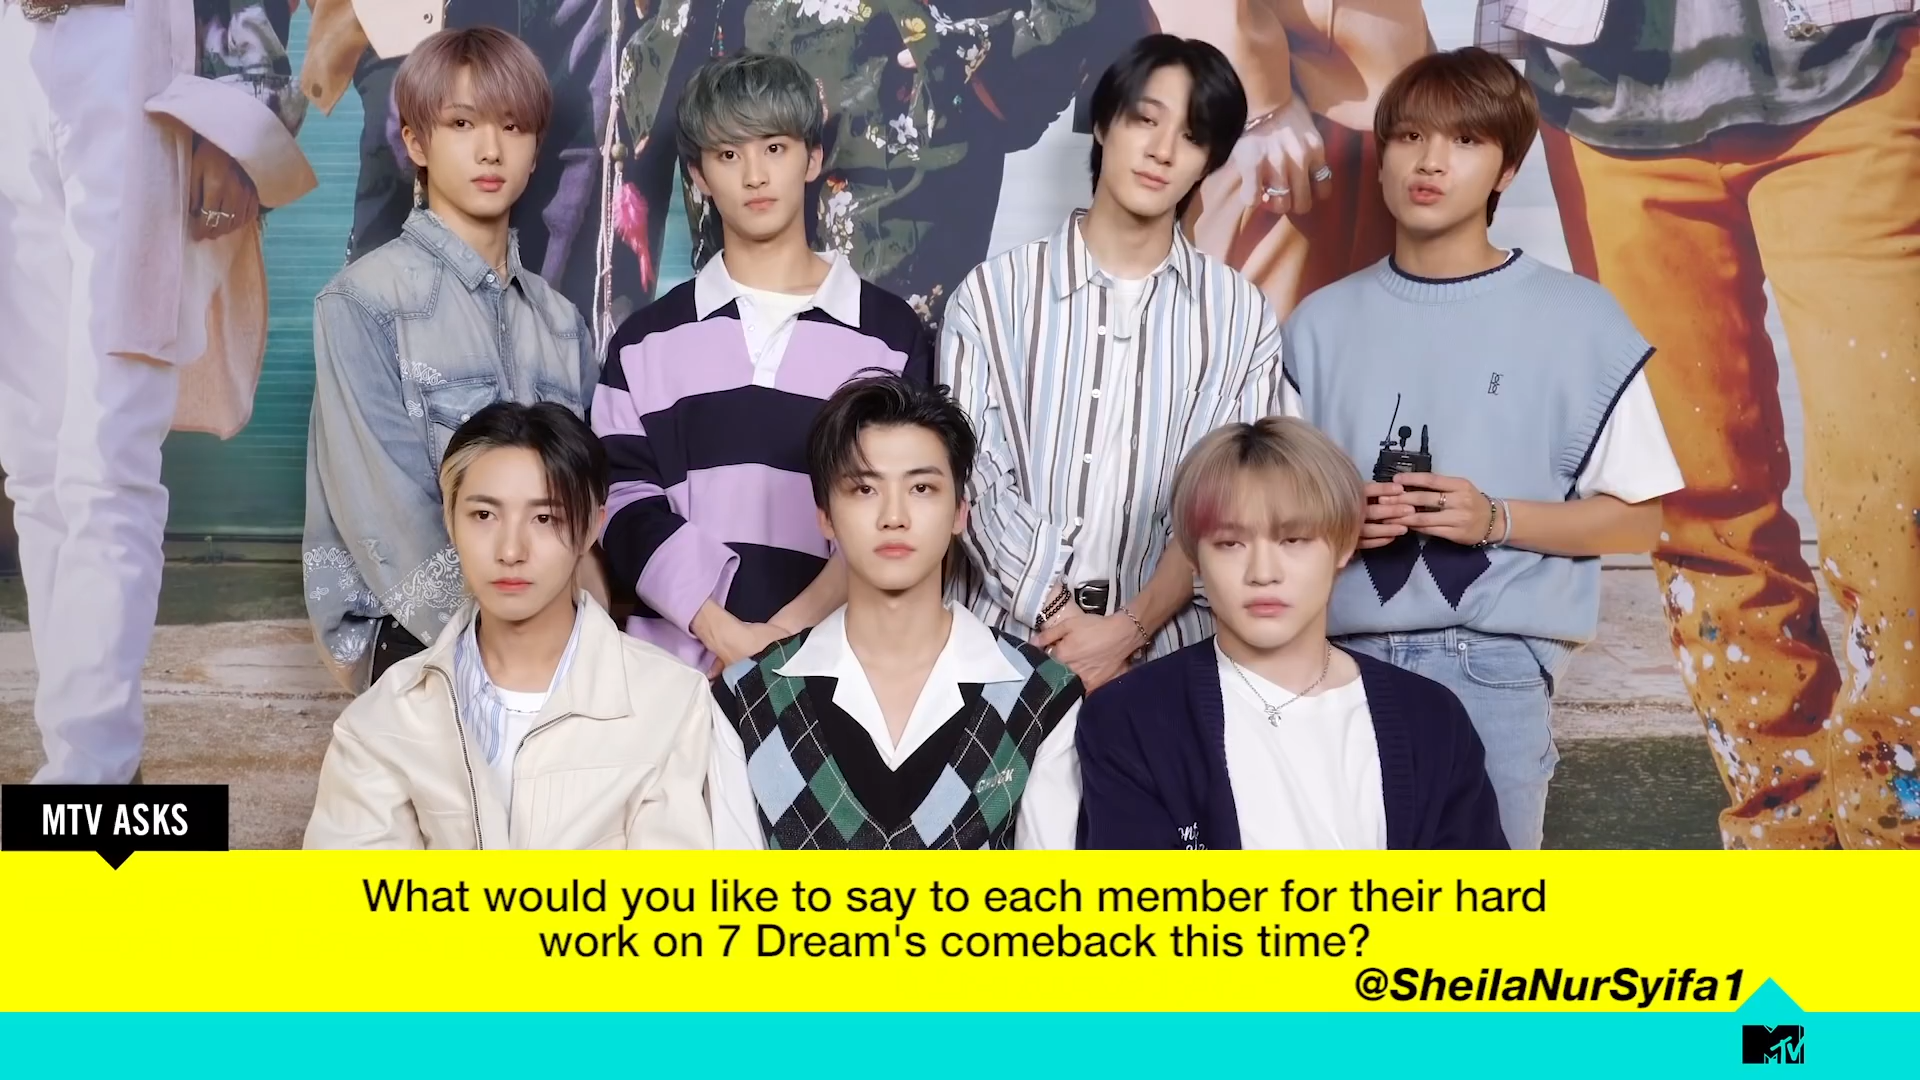 MTV ASKS
What would you like to say to each member for their hard
work on 7 Dream's comeback this time?
@SheilaNurSyifa1
MTV